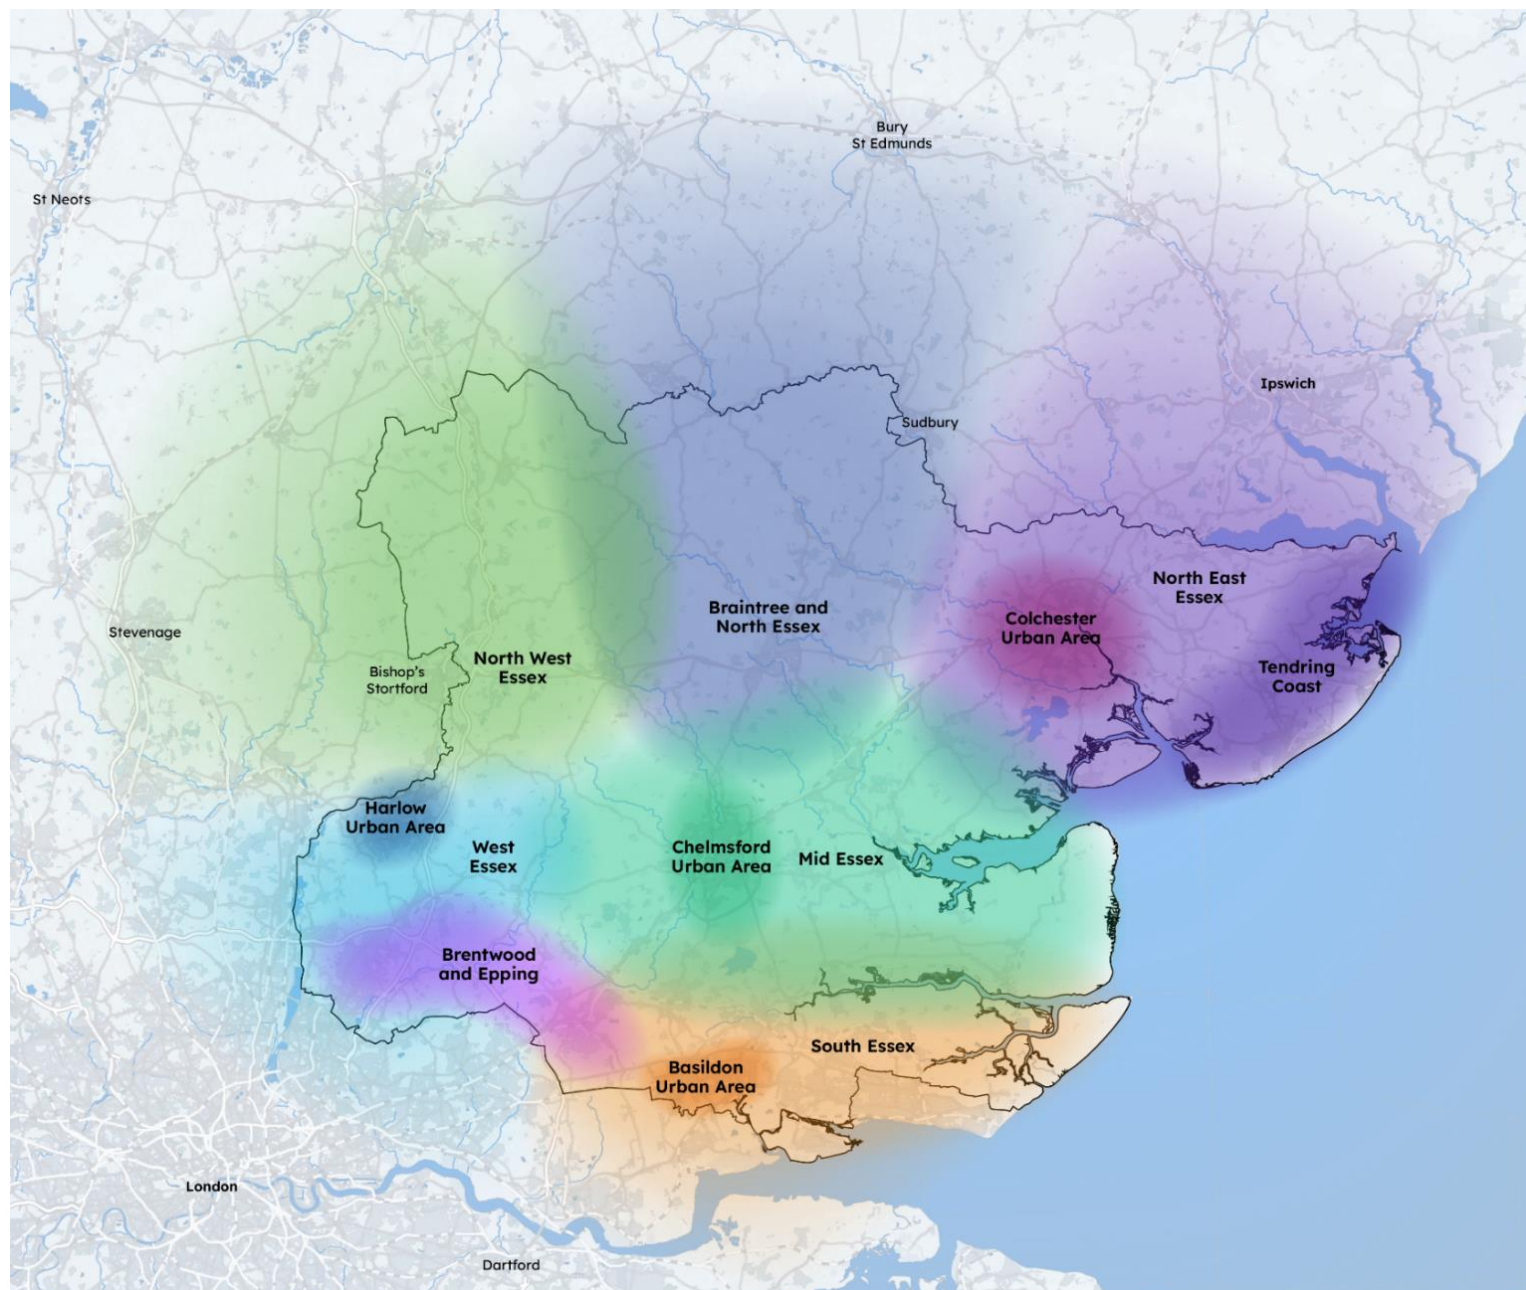 Bury
St Edmunds
St Neots
Ipswich
Sudbury
North East
Essex
Braintree and
North Essex
Colchester
Urban Area
Stevenage
North West
Essex
Bishop's
Stortford
Tendring
Coast
Harlow
Urban Area
West
Essex
Chelmsford
Urban Area
Mid Essex
Brentwood
and Epping
South Essex
Basildon
Urban Area
London
Dartford